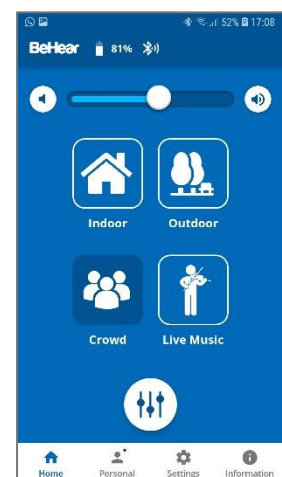 52% 17:08
BeHear 81%
Indoor Outdoor
Crowd Live Music
Home Personal Settings Information